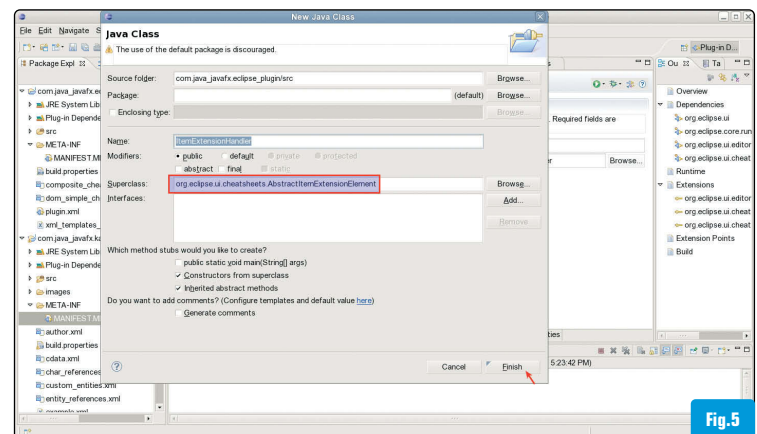 New Java Class
File Edit Navigate S
Java Class
The use of the default package is discouraged.
Plug-in D...
Package Expl
Ou Ta
com.java_javafx.e
JRE System Lib
Plug-in Depende
src
META-INF
MANIFEST.M
build.properties
composite_che
dom_simple_ch
plugin.xml
xml_templates_
com.java_javafx.ka
JRE System Lib
Plug-in Depende
src
images
META-INF
MANIFEST.M
author.xml
build.properties
cdata.xml
char_references
custom_entities.xml
entity_references.xml
example.xml
Source folder: com.java_javafx.eclipse_plugin/src Browse...
Package: (default) Browse...
Enclosing type: Browse...
Name: ItemExtensionHandler
Modifiers: public default private protected
abstract final static
Superclass: org.eclipse.ui.cheatsheets.AbstractItemExtensionElement Browse...
Interfaces: Add...
Remove
Which method stubs would you like to create?
public static void main(String[] args)
Constructors from superclass
Inherited abstract methods
Do you want to add comments? (Configure templates and default value here)
Generate comments
Cancel Finish
s
. Required fields are
er Browse...
ties
5:23:42 PM)
Overview
Dependencies
org.eclipse.ui
org.eclipse.core.run
org.eclipse.ui.editor
org.eclipse.ui.cheat
Runtime
Extensions
org.eclipse.ui.editor
org.eclipse.ui.cheat
org.eclipse.ui.cheat
Extension Points
Build
Fig.5